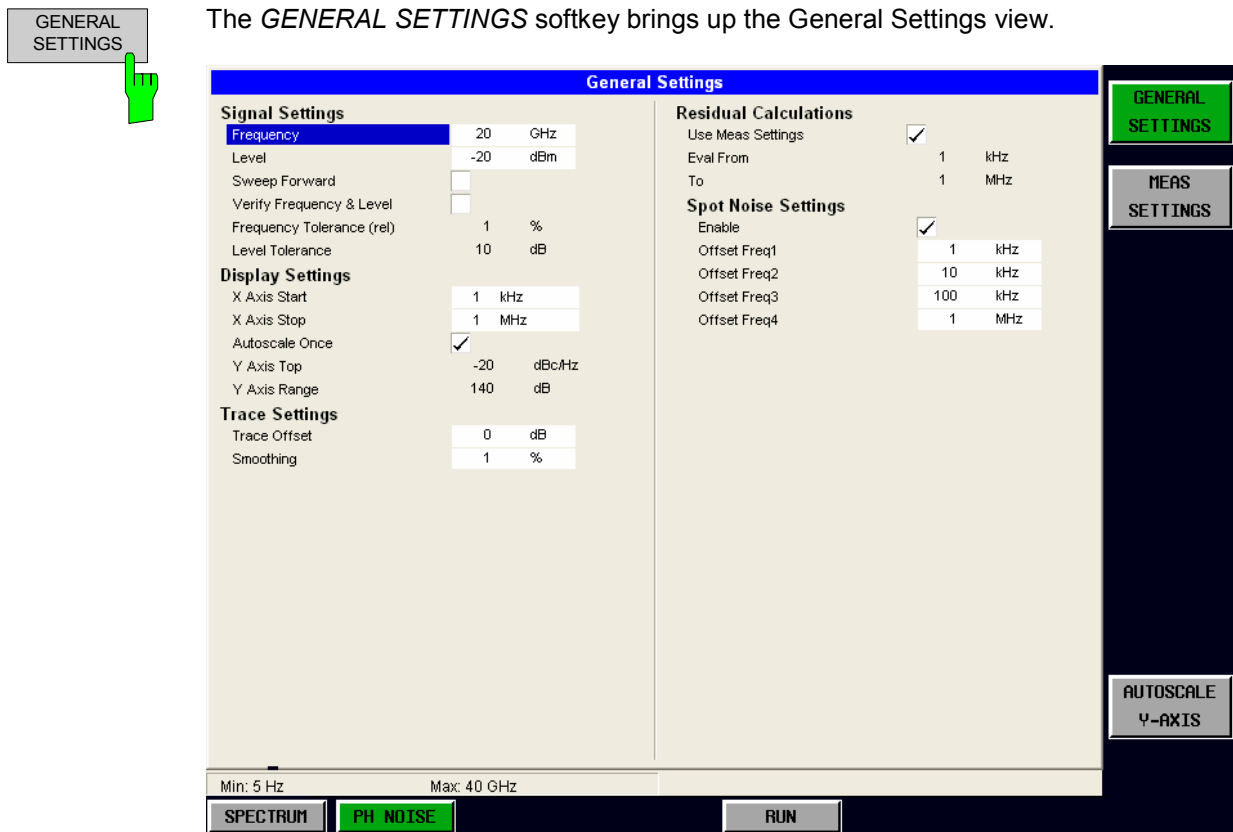 GENERAL
SETTINGS
The GENERAL SETTINGS softkey brings up the General Settings view.
General Settings
Signal Settings
Frequency 20 GHz
Level -20 dBm
Sweep Forward
Verify Frequency & Level
Frequency Tolerance (rel) 1 %
Level Tolerance 10 dB
Display Settings
X Axis Start 1 kHz
X Axis Stop 1 MHz
Autoscale Once
Y Axis Top -20 dBc/Hz
Y Axis Range 140 dB
Trace Settings
Trace Offset 0 dB
Smoothing 1 %
Residual Calculations
Use Meas Settings
Eval From 1 kHz
To 1 MHz
Spot Noise Settings
Enable
Offset Freq1 1 kHz
Offset Freq2 10 kHz
Offset Freq3 100 kHz
Offset Freq4 1 MHz
GENERAL
SETTINGS
MEAS
SETTINGS
AUTOSCALE
Y-AXIS
Min: 5 Hz Max: 40 GHz
SPECTRUM PH NOISE RUN